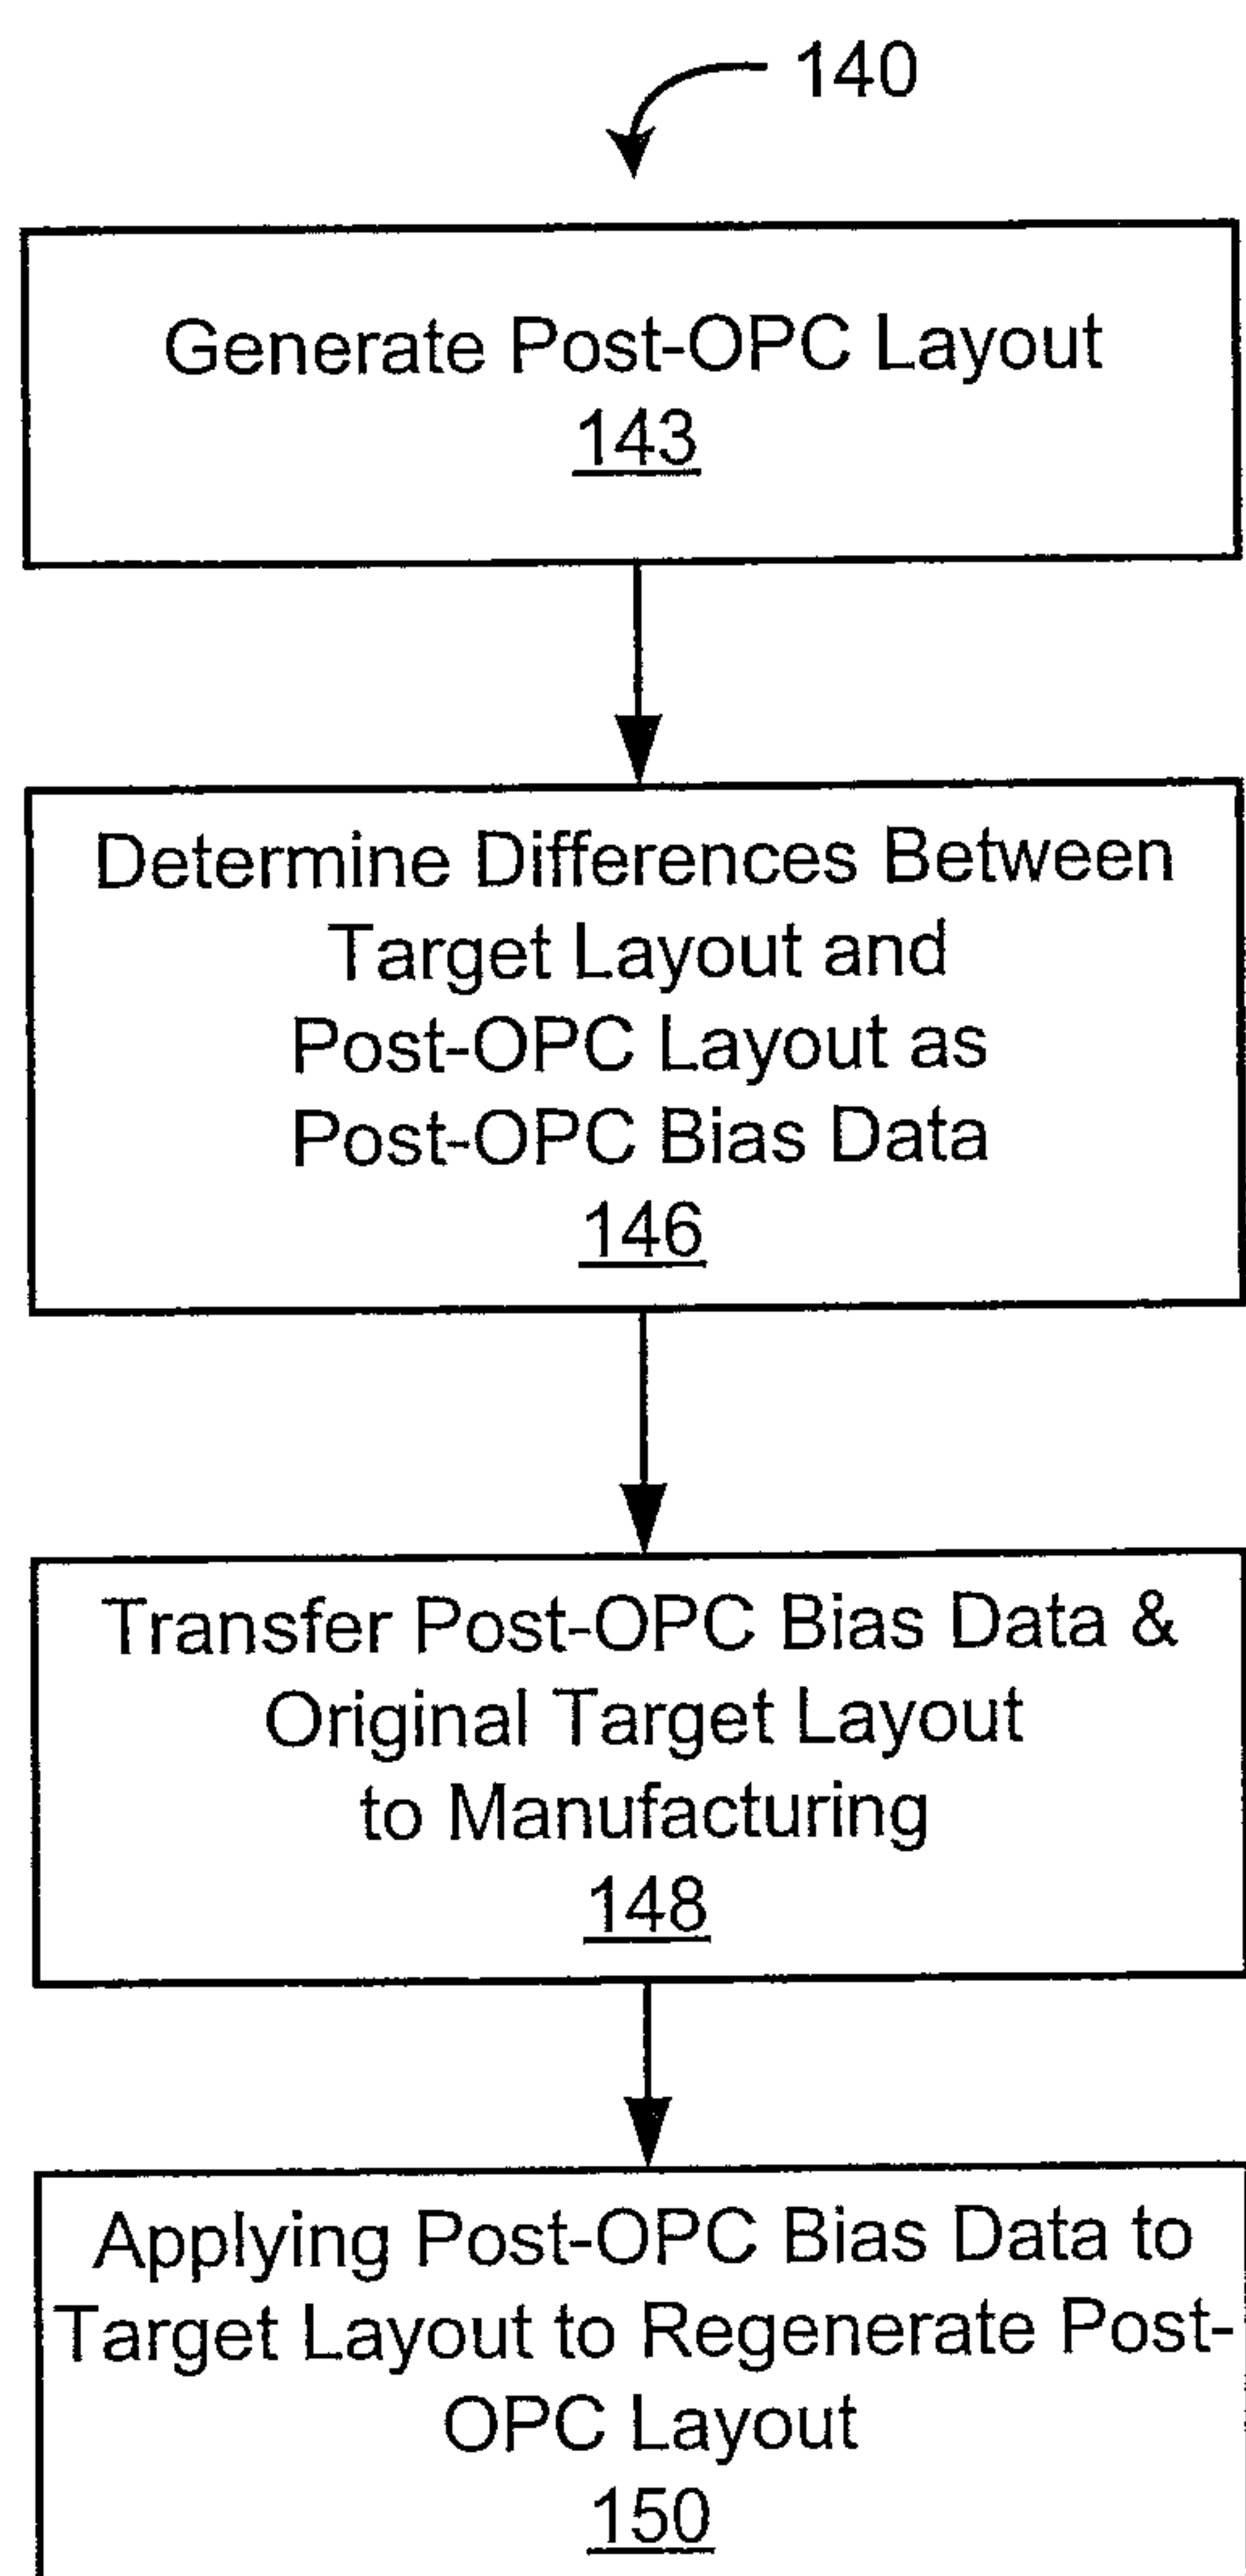 140
Generate Post-OPC Layout
143
Determine Differences Between
Target Layout and
Post-OPC Layout as
Post-OPC Bias Data
146
Transfer Post-OPC Bias Data &
Original Target Layout
to Manufacturing
148
Applying Post-OPC Bias Data to
Target Layout to Regenerate Post-
OPC Layout
150